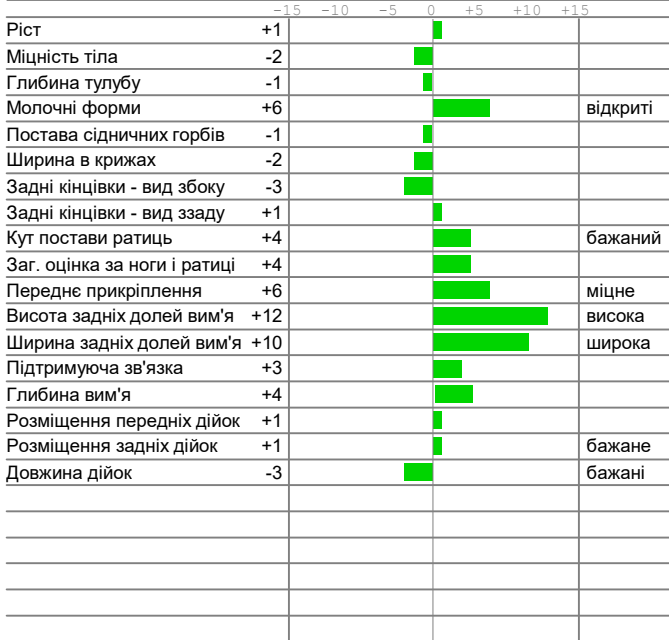 -15 -10 -5 0 +5 +10 +15
Ріст +1
Міцність тіла -2
Глибина тулубу -1
Молочні форми +6 відкриті
Постава сідничних горбів -1
Ширина в крижах -2
Задні кінцівки - вид збоку -3
Задні кінцівки - вид ззаду +1
Кут постави ратиць +4 бажаний
Заг. оцінка за ноги і ратиці +4
Переднє прикріплення +6 міцне
Висота задніх долей вим'я +12 висока
Ширина задніх долей вим'я +10 широка
Підтримуюча зв'язка +3
Глибина вим'я +4
Розміщення передніх дійок +1
Розміщення задніх дійок +1 бажане
Довжина дійок -3 бажані